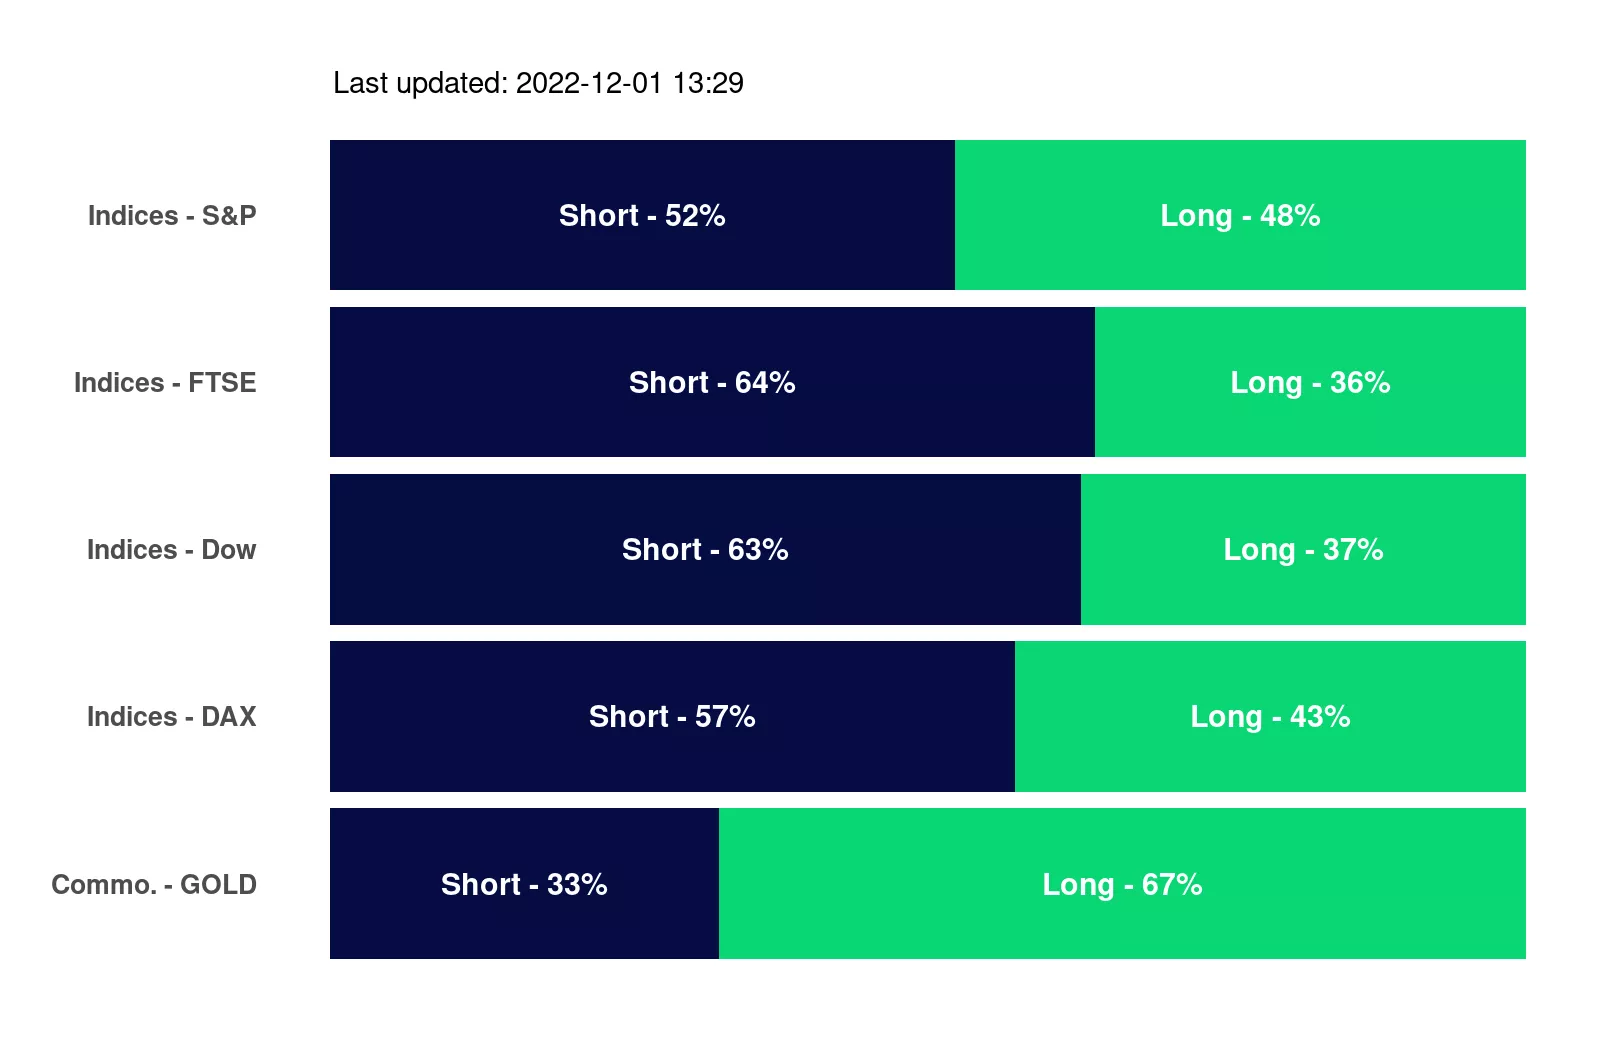 Last updated: 2022-12-01 13:29
Indices - S&P Short - 52% Long - 48%
Indices - FTSE Short - 64% Long - 36%
Indices - Dow Short - 63% Long - 37%
Indices - DAX Short - 57% Long - 43%
Commo. - GOLD Short - 33% Long - 67%